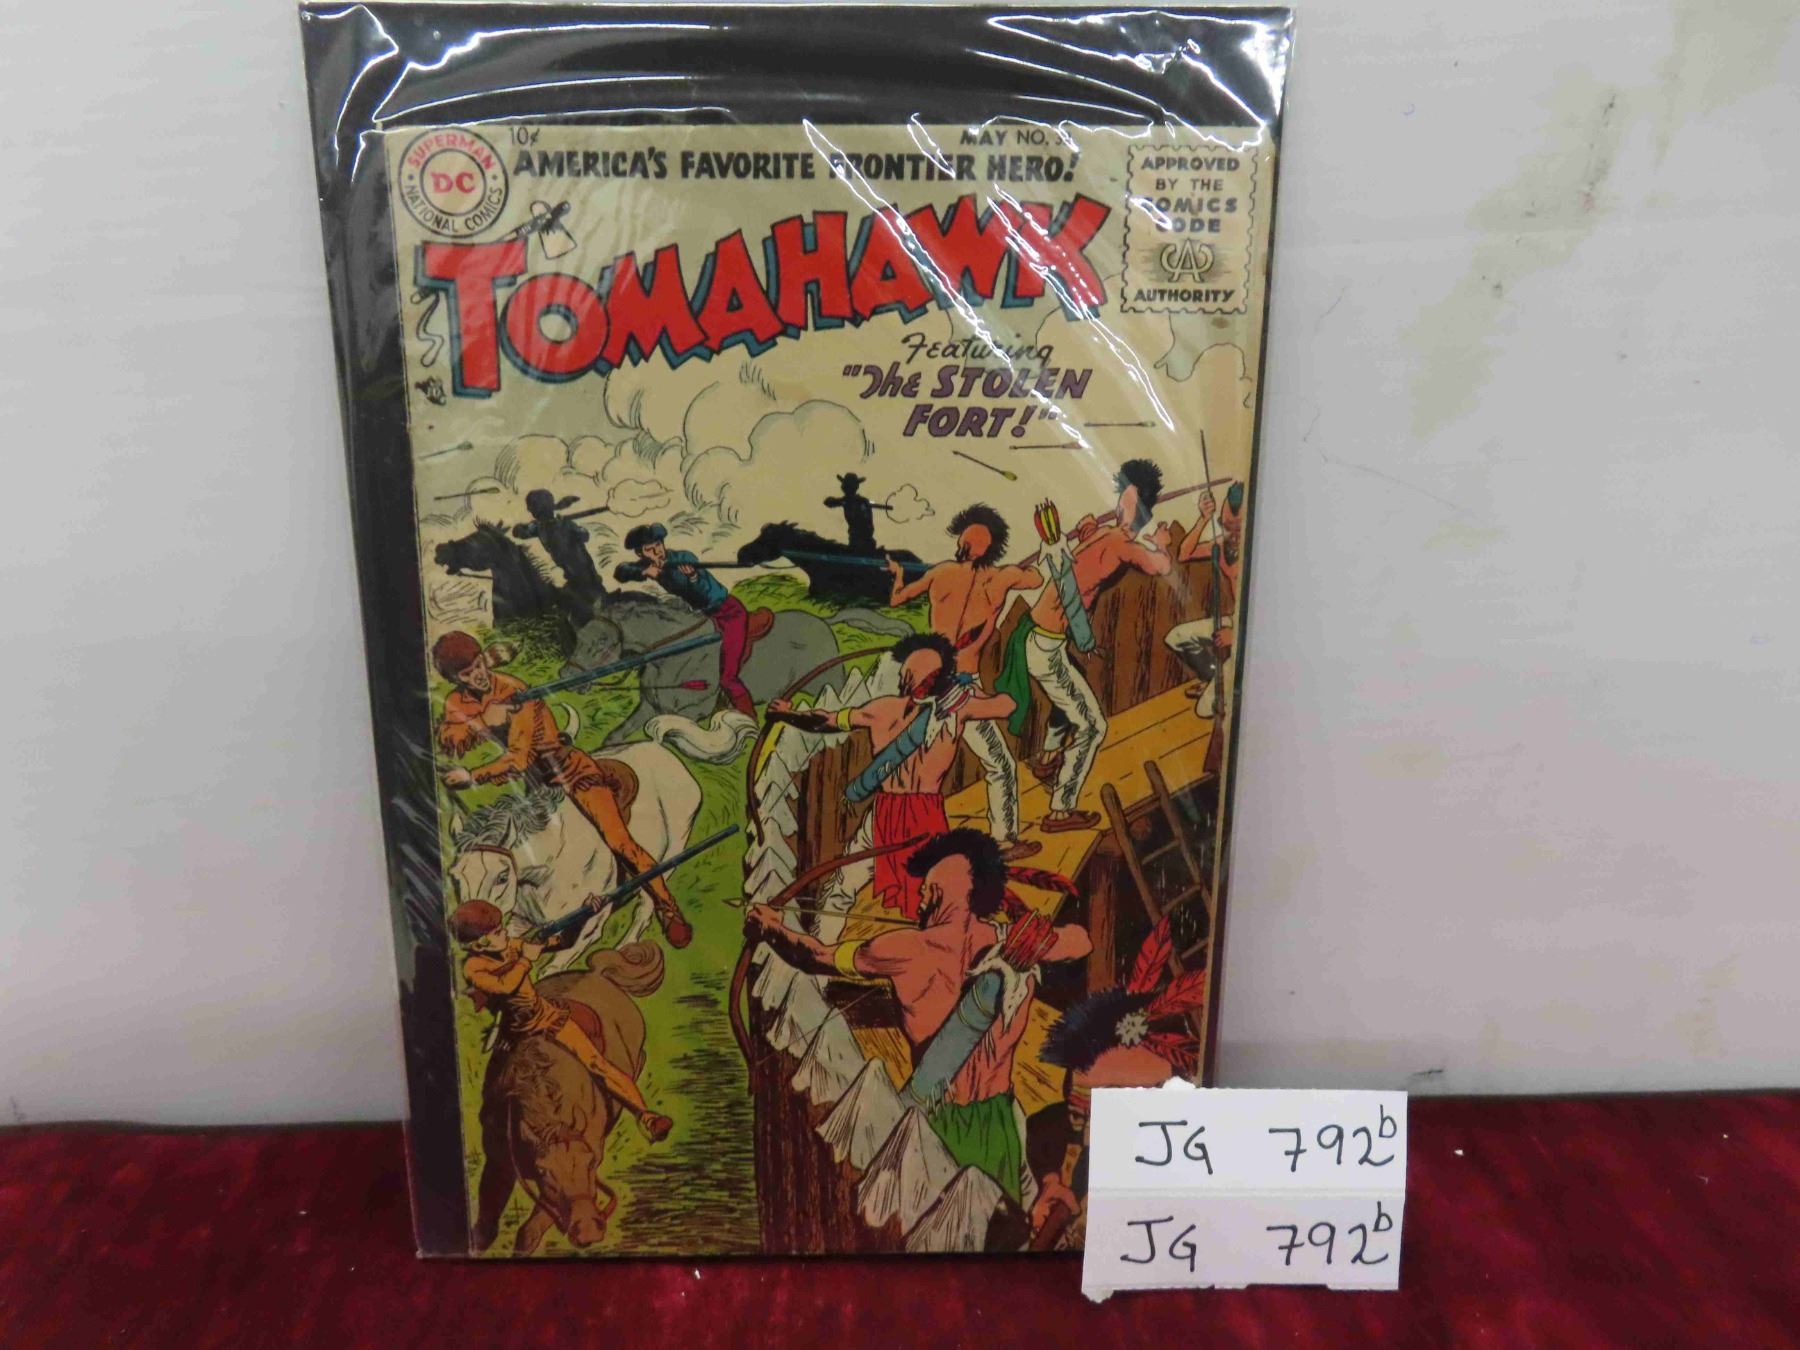 10¢
MAY NO.
AMERICA'S FAVORITE FRONTIER HERO!
SUPERMAN
DC
NATIONAL COMICS
APPROVED
BY THE
COMICS
CODE
CA
AUTHORITY
TOMAHAWK
Featuring
"The STOLEN
FORT!"
JG 792b
JG 792b